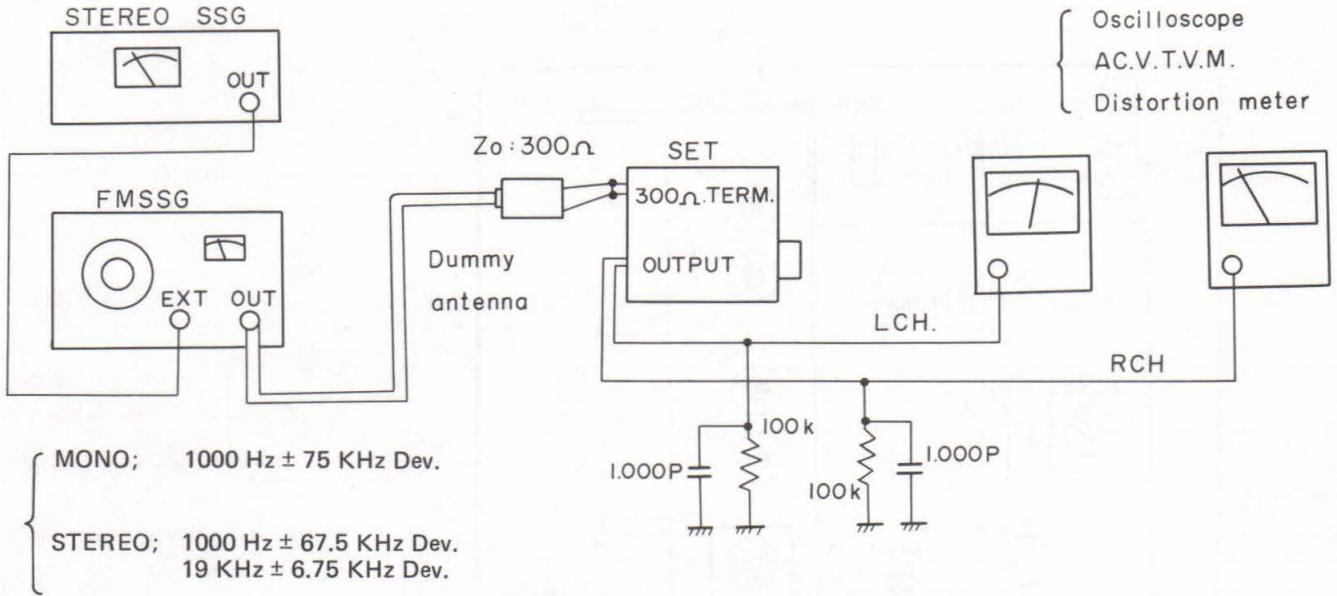 STEREO SSG
OUT
FMSSG
EXT OUT
Zo : 300Ω
Dummy
antenna
SET
300Ω.TERM.
OUTPUT
Oscilloscope
AC.V.T.V.M.
Distortion meter
LCH.
RCH
100k
1.000P
100k
1.000P
MONO; 1000 Hz ± 75 KHz Dev.
STEREO; 1000 Hz ± 67.5 KHz Dev.
19 KHz ± 6.75 KHz Dev.